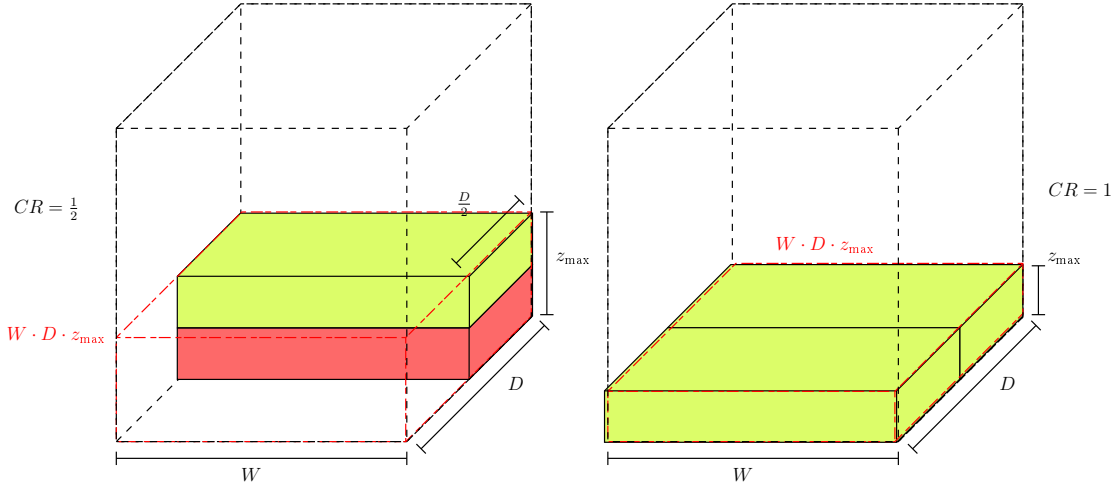 CR = 1/2
D/2
z_max
W · D · z_max
D
W
CR = 1
W · D · z_max
z_max
D
W